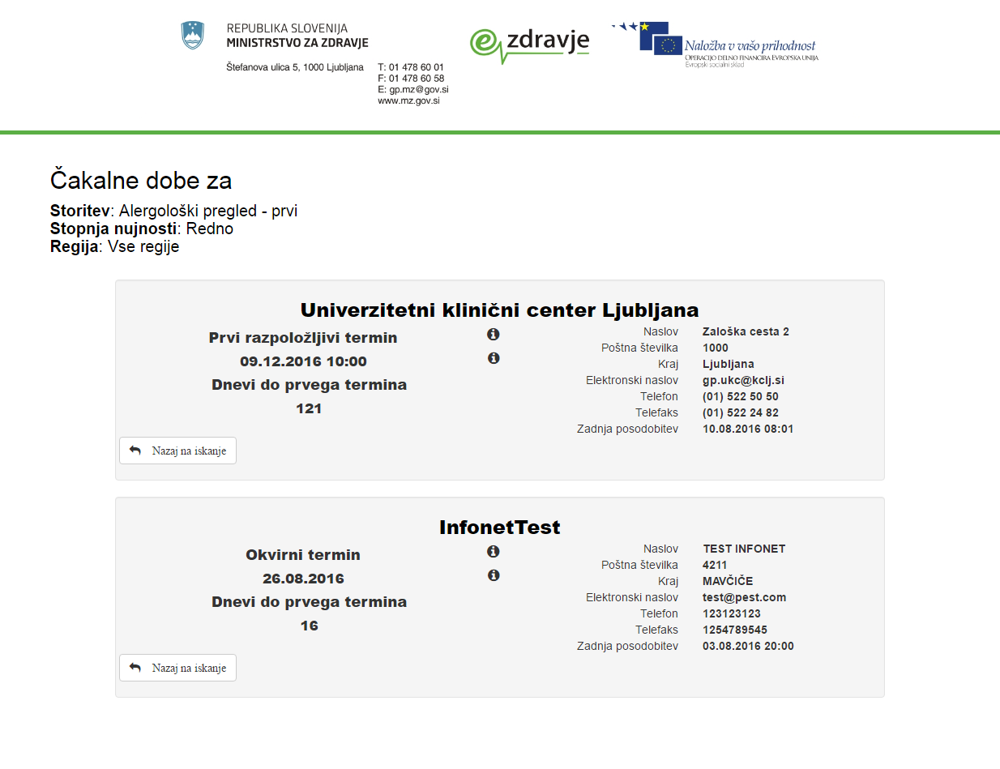 REPUBLIKA SLOVENIJA
MINISTRSTVO ZA ZDRAVJE
Štefanova ulica 5, 1000 Ljubljana
T: 01 478 60 01
F: 01 478 60 58
E: gp.mz@gov.si
www.mz.gov.si
e zdravje
Naložba v vašo prihodnost
OPERACIJO DELNO FINANCIRA EVROPSKA UNIJA
Evropski socialni sklad
Čakalne dobe za
Storitev: Alergološki pregled - prvi
Stopnja nujnosti: Redno
Regija: Vse regije
Univerzitetni klinični center Ljubljana
Prvi razpoložljivi termin
09.12.2016 10:00
Dnevi do prvega termina
121
Naslov Zaloška cesta 2
Poštna številka 1000
Kraj Ljubljana
Elektronski naslov gp.ukc@kclj.si
Telefon (01) 522 50 50
Telefaks (01) 522 24 82
Zadnja posodobitev 10.08.2016 08:01
Nazaj na iskanje
InfonetTest
Okvirni termin
26.08.2016
Dnevi do prvega termina
16
Naslov TEST INFONET
Poštna številka 4211
Kraj MAVČIČE
Elektronski naslov test@pest.com
Telefon 123123123
Telefaks 1254789545
Zadnja posodobitev 03.08.2016 20:00
Nazaj na iskanje